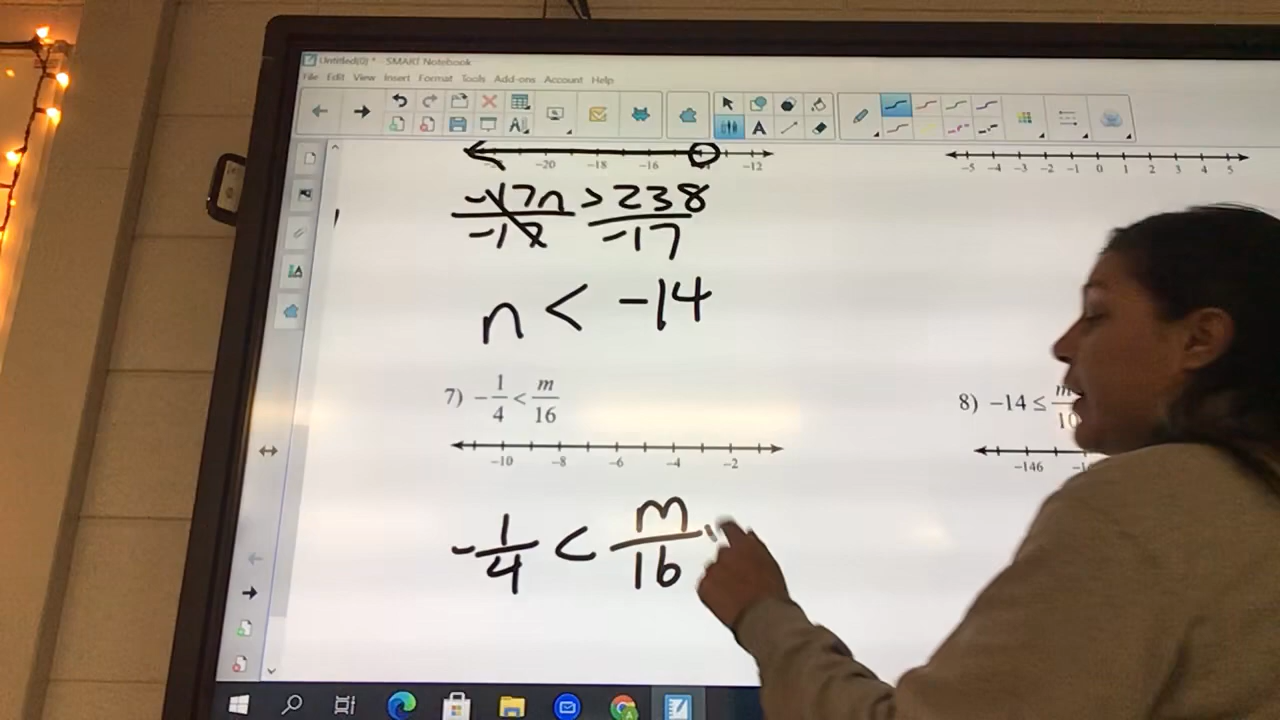 Untitled(0) * - SMART Notebook
File Edit View Insert Format Tools Add-ons Account Help
-20 -18 -16 -12
-5 -4 -3 -2 -1 0 1 2 3 4 5
-17n > 238
-17 -17
n < -14
7) -1/4 < m/16
-10 -8 -6 -4 -2
8) -14 ≤ m/10
-146
-1/4 < m/16